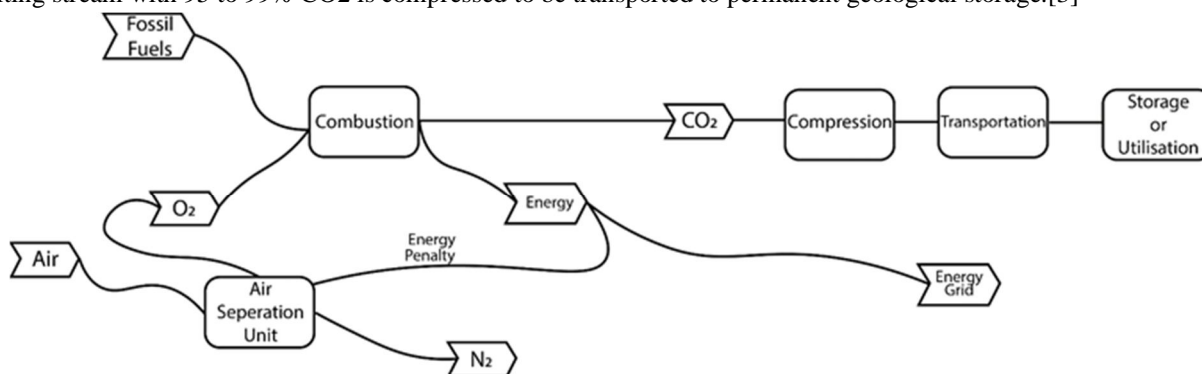 ting stream with 95 to 99% CO2 is compressed to be transported to permanent geological storage.[5]
Fossil
Fuels
Combustion
CO₂
Compression
Transportation
Storage
or
Utilisation
O₂
Energy
Air
Energy
Penalty
Energy
Grid
Air
Seperation
Unit
N₂